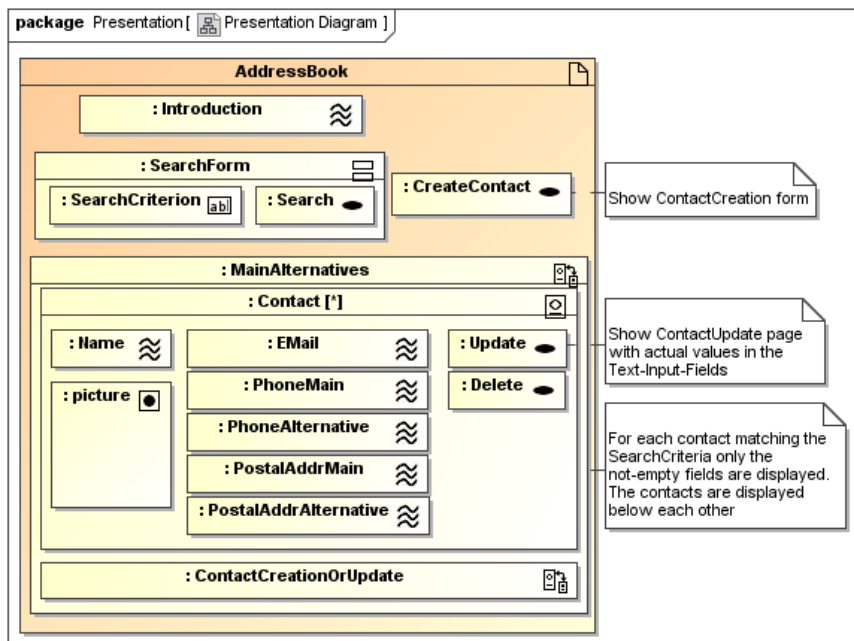 package Presentation [ Presentation Diagram ]
AddressBook
: Introduction
: SearchForm
: SearchCriterion ab|
: Search
: CreateContact
Show ContactCreation form
: MainAlternatives
: Contact [*]
: Name
: EMail
: Update
Show ContactUpdate page
with actual values in the
Text-Input-Fields
: picture
: PhoneMain
: Delete
: PhoneAlternative
For each contact matching the
SearchCriteria only the
not-empty fields are displayed.
The contacts are displayed
below each other
: PostalAddrMain
: PostalAddrAlternative
: ContactCreationOrUpdate